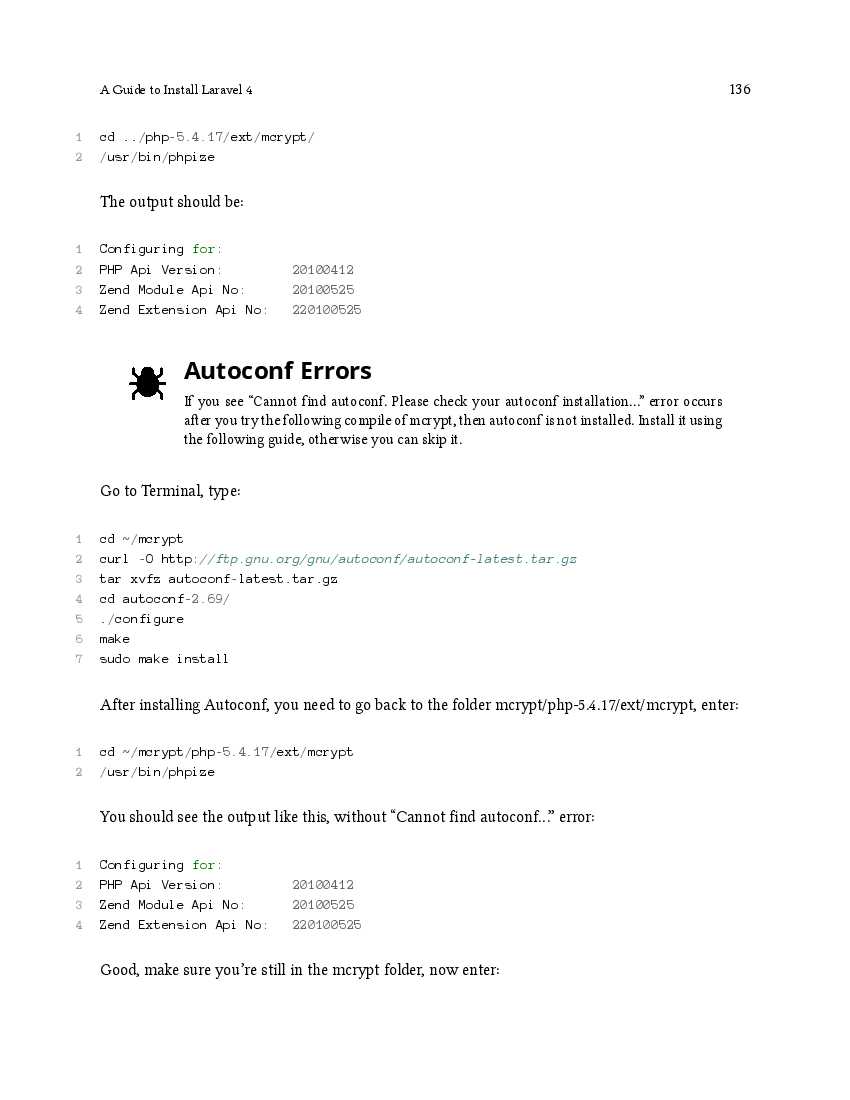 A Guide to Install Laravel 4 136
1 cd ../php-5.4.17/ext/mcrypt/
2 /usr/bin/phpize
The output should be:
1 Configuring for:
2 PHP Api Version: 20100412
3 Zend Module Api No: 20100525
4 Zend Extension Api No: 220100525
Autoconf Errors
If you see “Cannot find autoconf. Please check your autoconf installation…” error occurs
after you try the following compile of mcrypt, then autoconf is not installed. Install it using
the following guide, otherwise you can skip it.
Go to Terminal, type:
1 cd ~/mcrypt
2 curl -O http://ftp.gnu.org/gnu/autoconf/autoconf-latest.tar.gz
3 tar xvfz autoconf-latest.tar.gz
4 cd autoconf-2.69/
5 ./configure
6 make
7 sudo make install
After installing Autoconf, you need to go back to the folder mcrypt/php-5.4.17/ext/mcrypt, enter:
1 cd ~/mcrypt/php-5.4.17/ext/mcrypt
2 /usr/bin/phpize
You should see the output like this, without “Cannot find autoconf…” error:
1 Configuring for:
2 PHP Api Version: 20100412
3 Zend Module Api No: 20100525
4 Zend Extension Api No: 220100525
Good, make sure you’re still in the mcrypt folder, now enter: